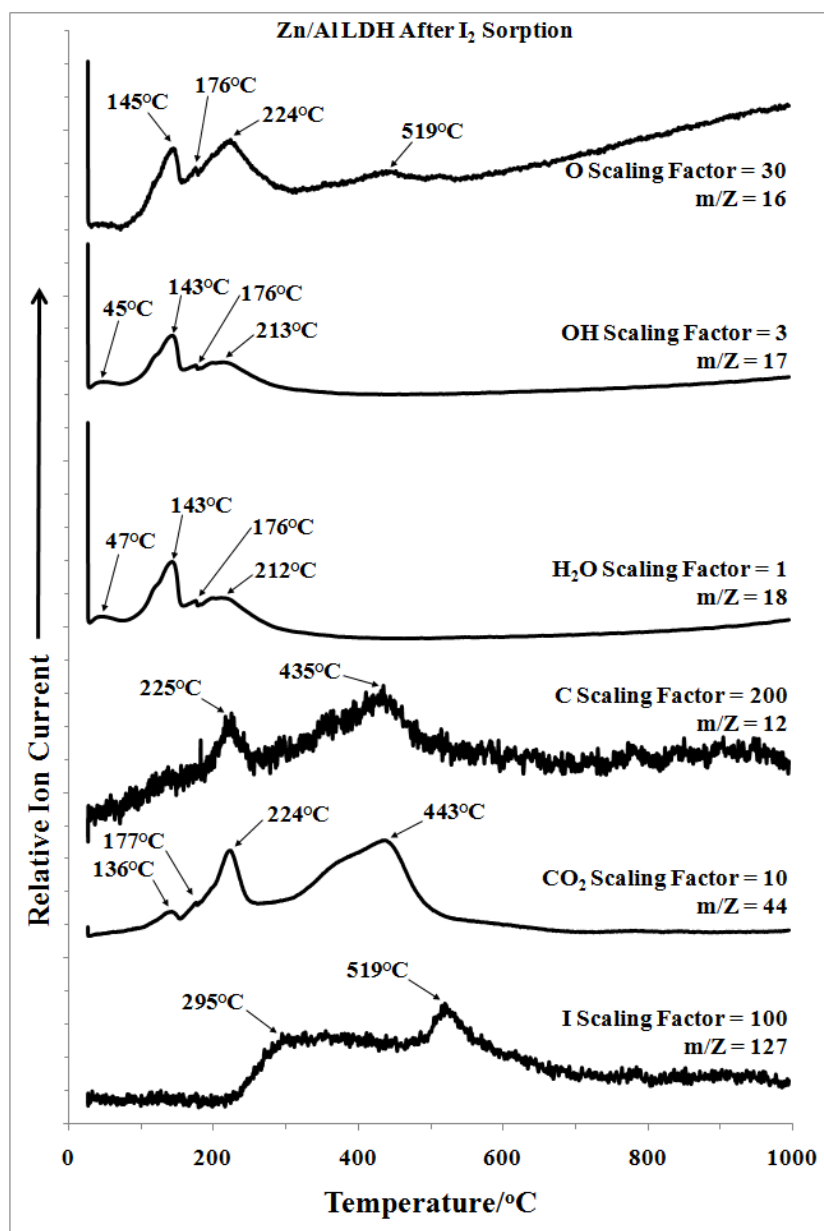 Zn/Al LDH After I₂ Sorption
145°C
176°C
224°C
519°C
O Scaling Factor = 30
m/Z = 16
45°C
143°C
176°C
213°C
OH Scaling Factor = 3
m/Z = 17
47°C
143°C
176°C
212°C
H₂O Scaling Factor = 1
m/Z = 18
225°C
435°C
C Scaling Factor = 200
m/Z = 12
136°C
177°C
224°C
443°C
CO₂ Scaling Factor = 10
m/Z = 44
295°C
519°C
I Scaling Factor = 100
m/Z = 127
Relative Ion Current
0 200 400 600 800 1000
Temperature/°C